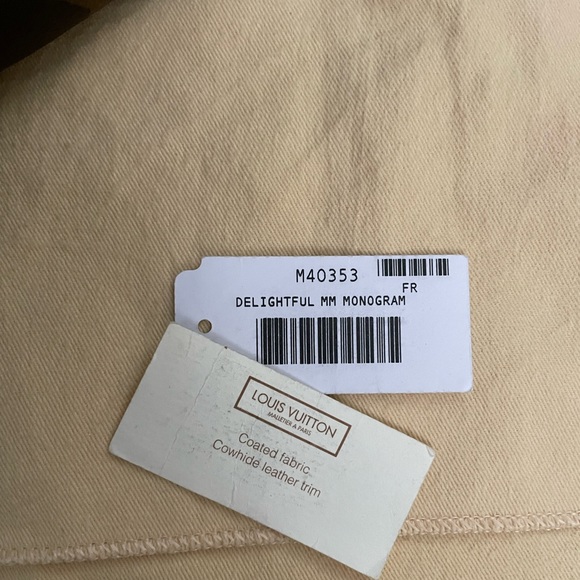 M40353
FR
DELIGHTFUL MM MONOGRAM
LOUIS VUITTON
MALLETIER À PARIS
Coated fabric
Cowhide leather trim